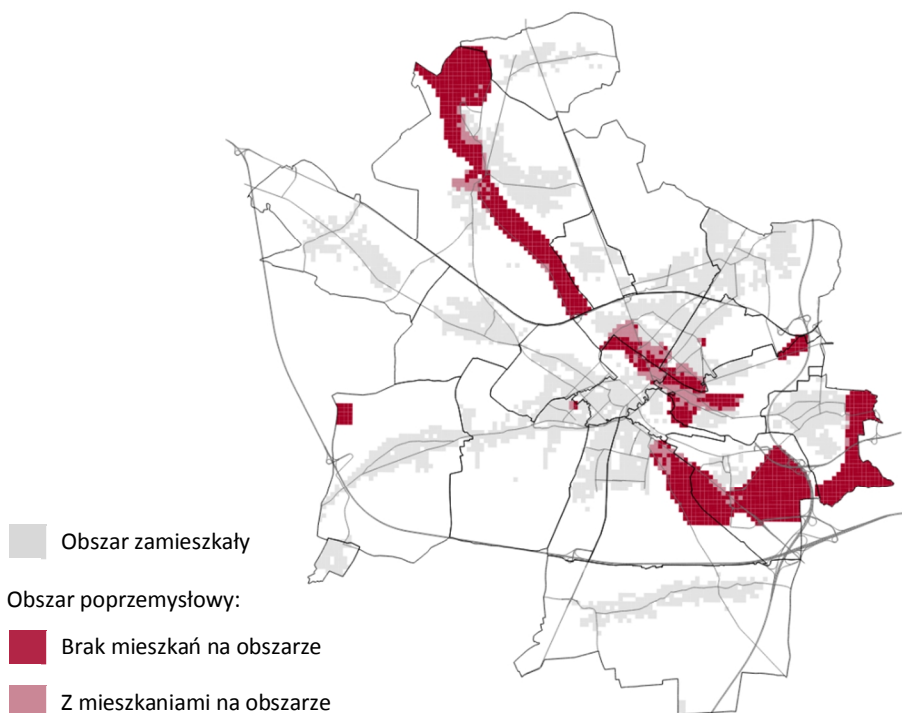 Obszar zamieszkały
Obszar poprzemysłowy:
Brak mieszkań na obszarze
Z mieszkaniami na obszarze